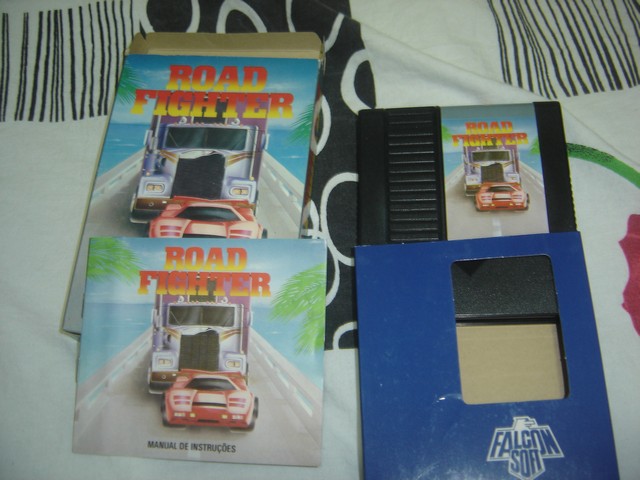 ROAD
FIGHTER
ROAD
FIGHTER
ROAD
FIGHTER
MANUAL DE INSTRUÇÕES
FALCON
SOFT